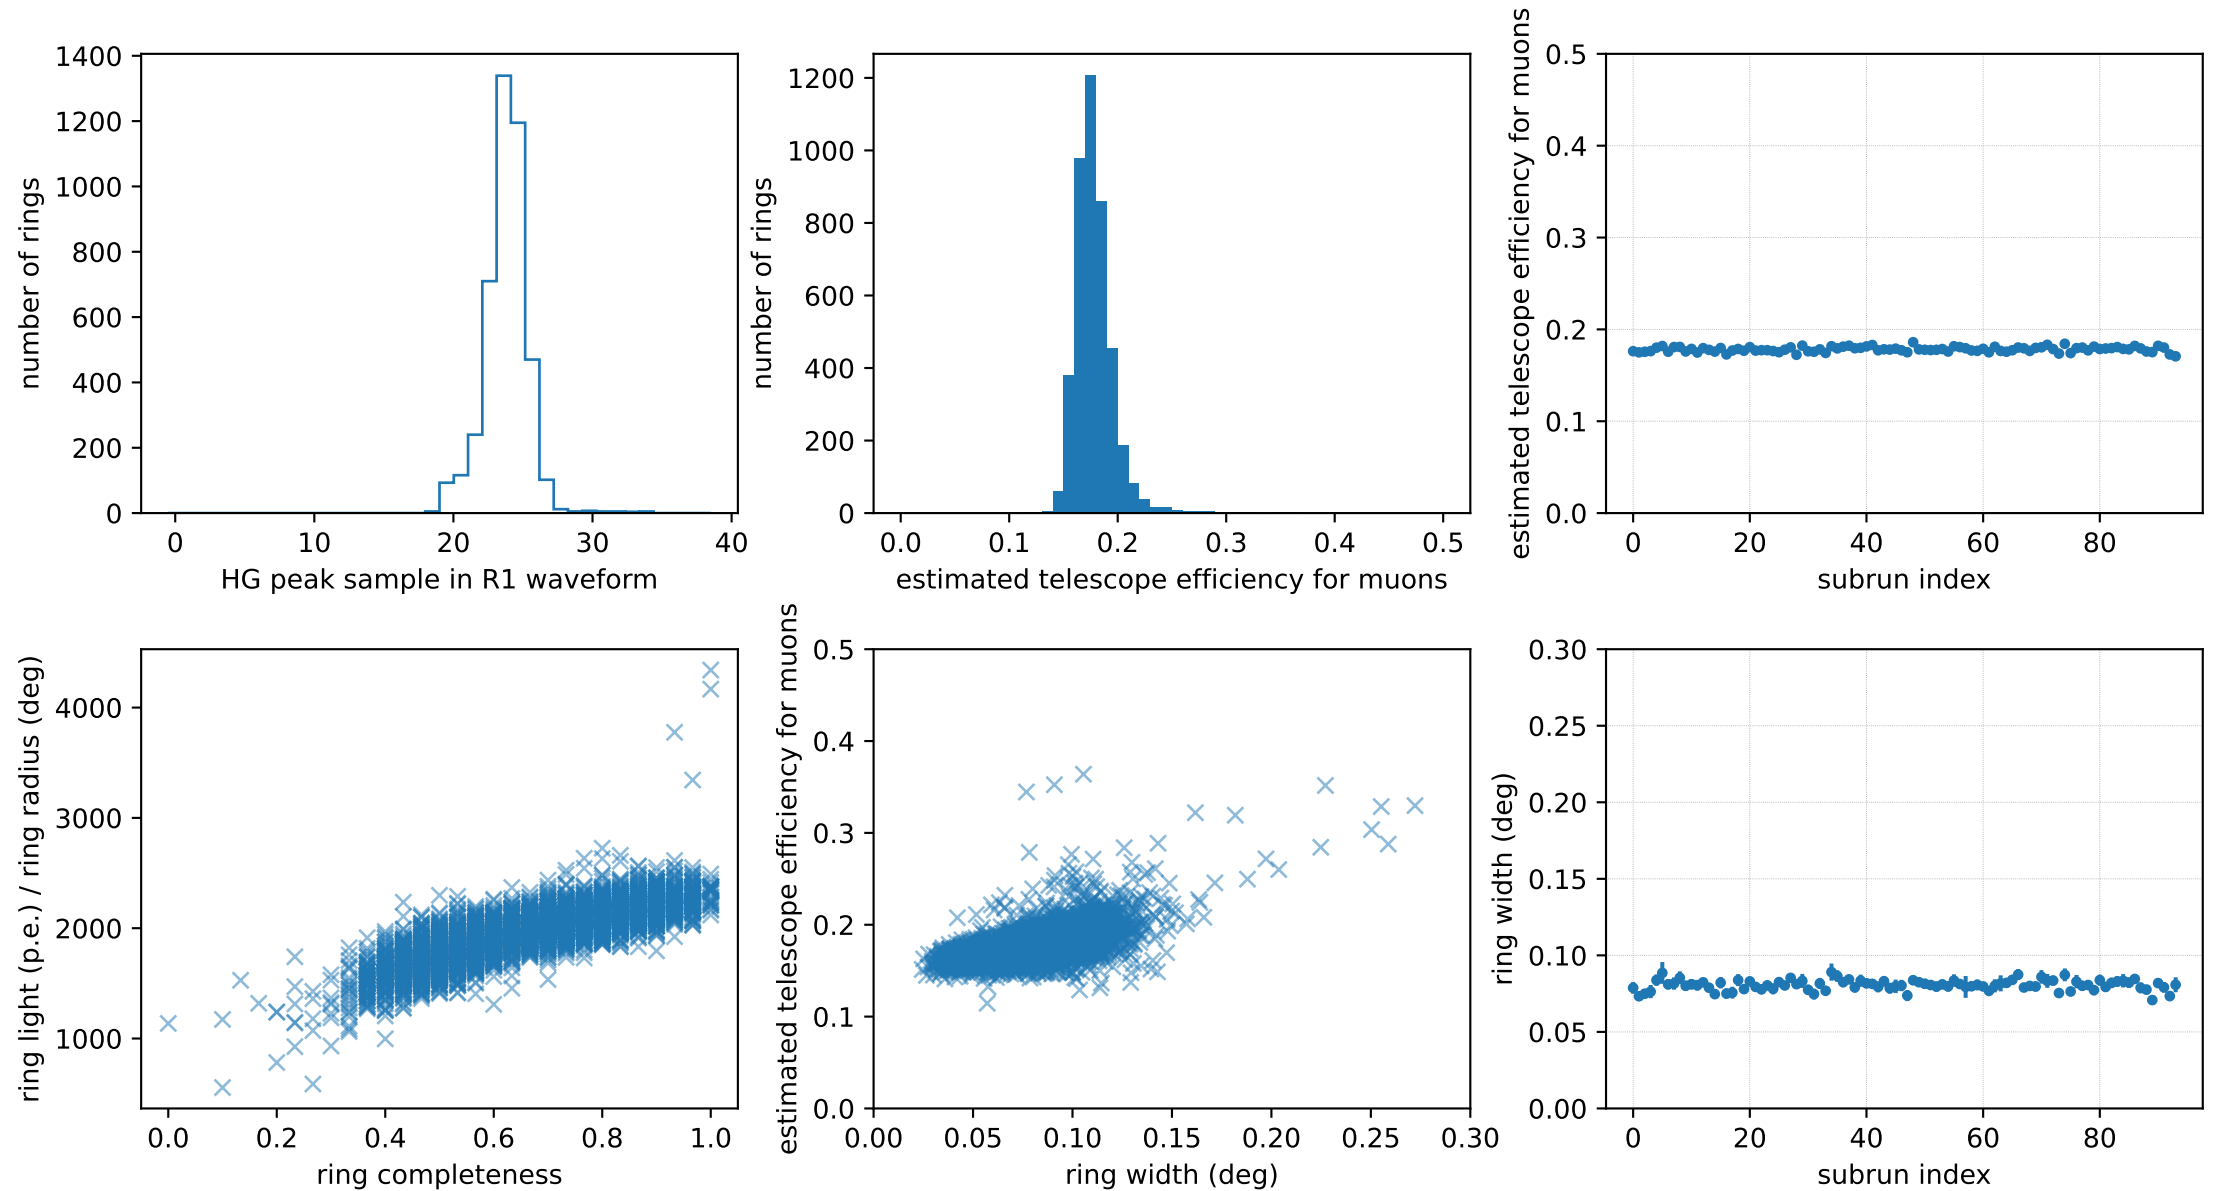 1400
1200
1000
800
600
400
200
0
number of rings
0 10 20 30 40
HG peak sample in R1 waveform
1200
1000
800
600
400
200
0
number of rings
0.0 0.1 0.2 0.3 0.4 0.5
estimated telescope efficiency for muons
0.5
0.4
0.3
0.2
0.1
0.0
estimated telescope efficiency for muons
0 20 40 60 80
subrun index
4000
3000
2000
1000
ring light (p.e.) / ring radius (deg)
0.0 0.2 0.4 0.6 0.8 1.0
ring completeness
0.5
0.4
0.3
0.2
0.1
0.0
estimated telescope efficiency for muons
0.00 0.05 0.10 0.15 0.20 0.25 0.30
ring width (deg)
0.30
0.25
0.20
0.15
0.10
0.05
0.00
ring width (deg)
0 20 40 60 80
subrun index